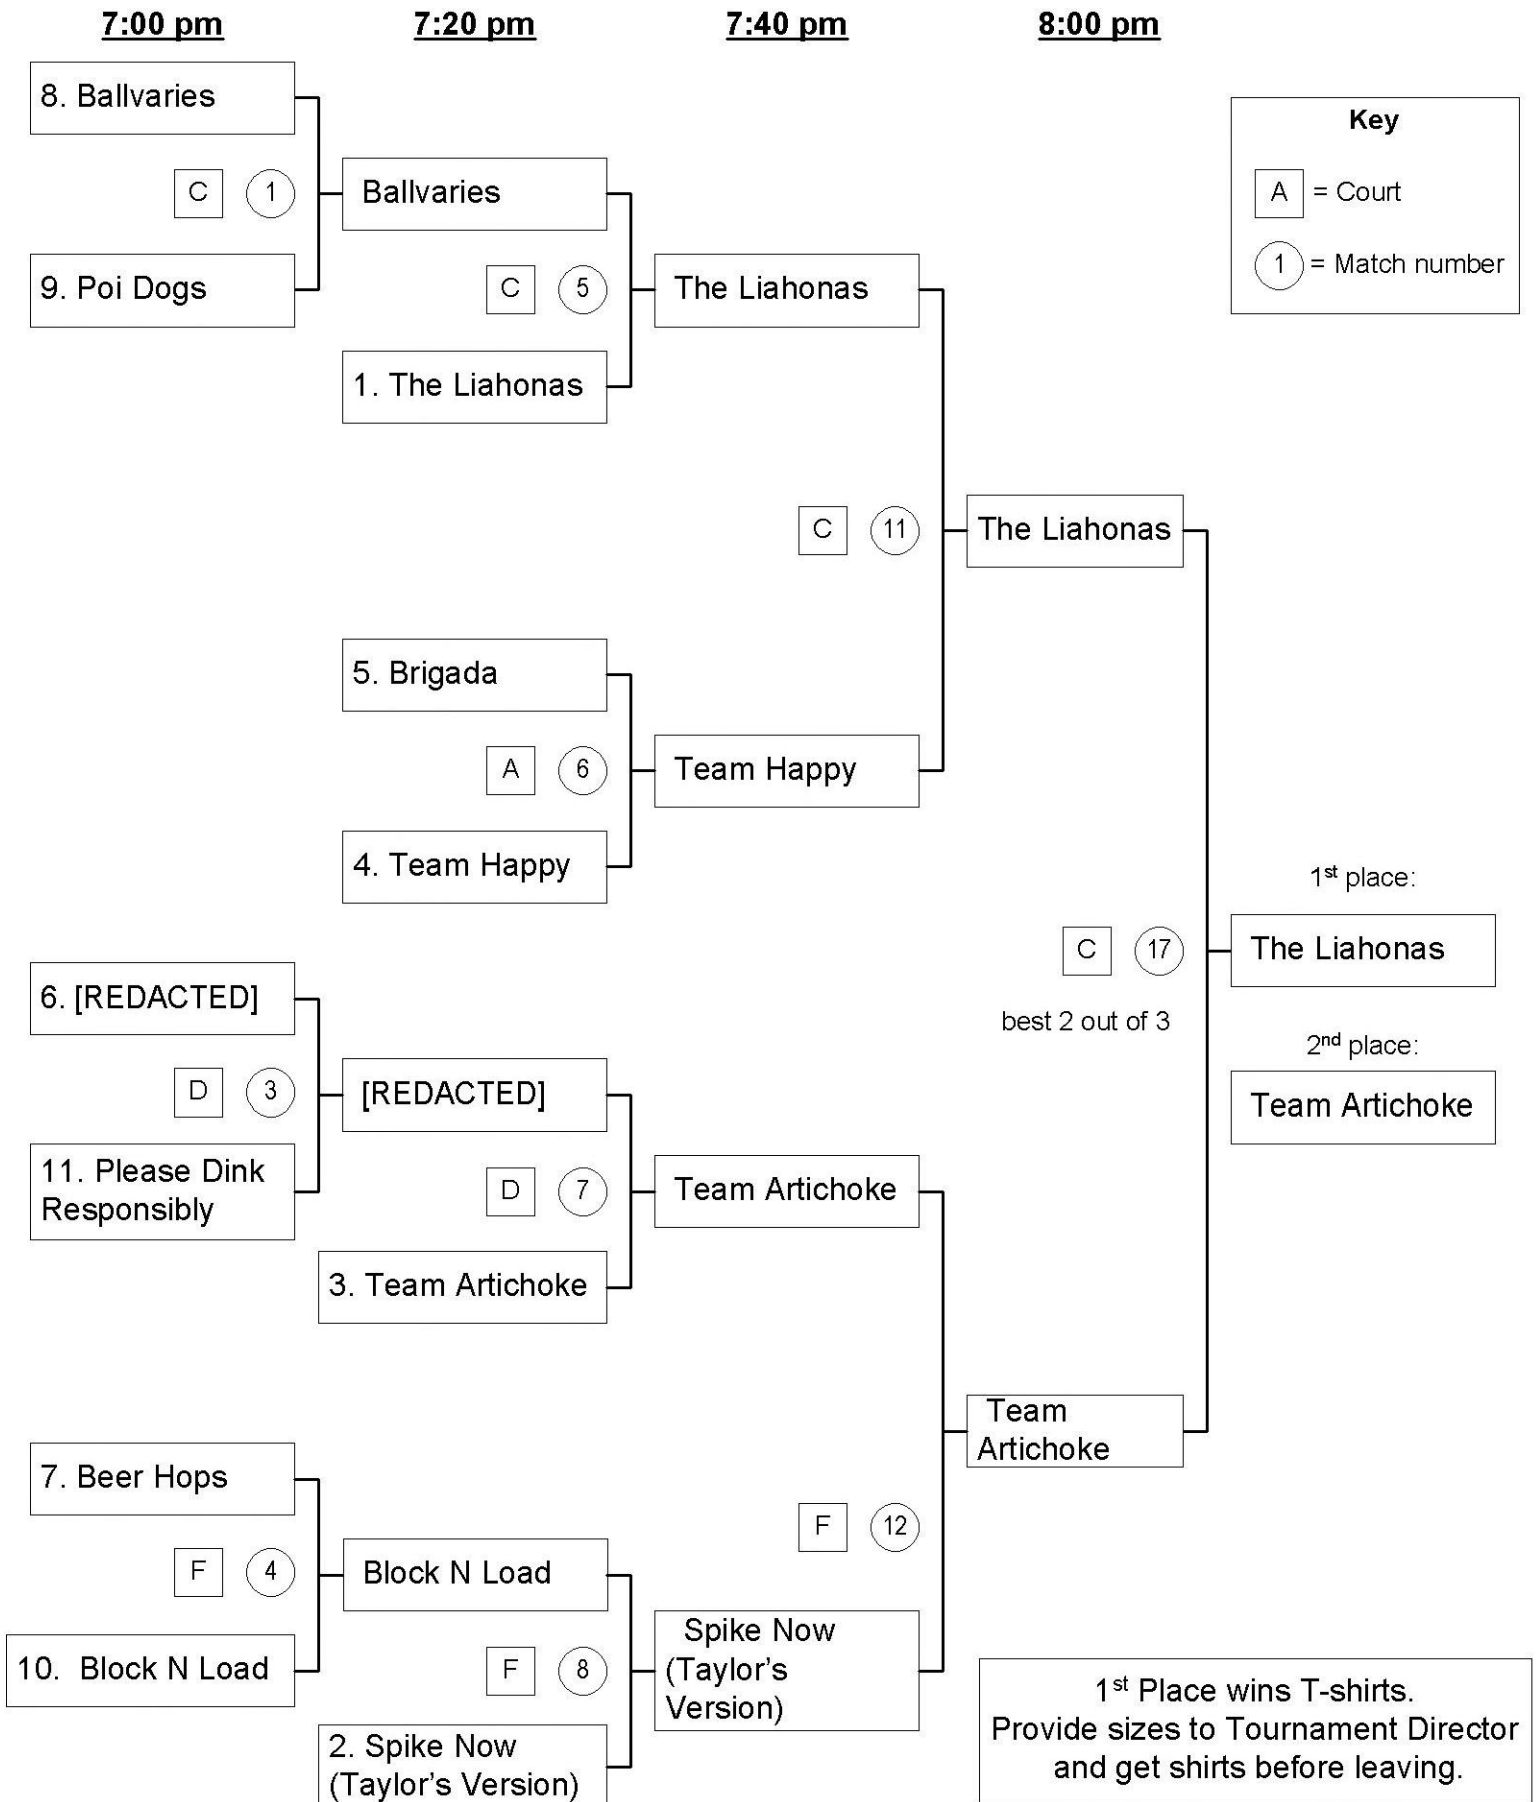 7:00 pm 7:20 pm 7:40 pm 8:00 pm
8. Ballvaries
C 1
9. Poi Dogs
Ballvaries
C 5
1. The Liahonas
The Liahonas
5. Brigada
A 6
4. Team Happy
Team Happy
C 11
The Liahonas
6. [REDACTED]
D 3
11. Please Dink
Responsibly
[REDACTED]
D 7
3. Team Artichoke
Team Artichoke
7. Beer Hops
F 4
10. Block N Load
Block N Load
F 8
2. Spike Now
(Taylor's Version)
Spike Now
(Taylor's
Version)
F 12
Team
Artichoke
C 17
best 2 out of 3
1st place:
The Liahonas
2nd place:
Team Artichoke
Key
A = Court
1 = Match number
1st Place wins T-shirts.
Provide sizes to Tournament Director
and get shirts before leaving.